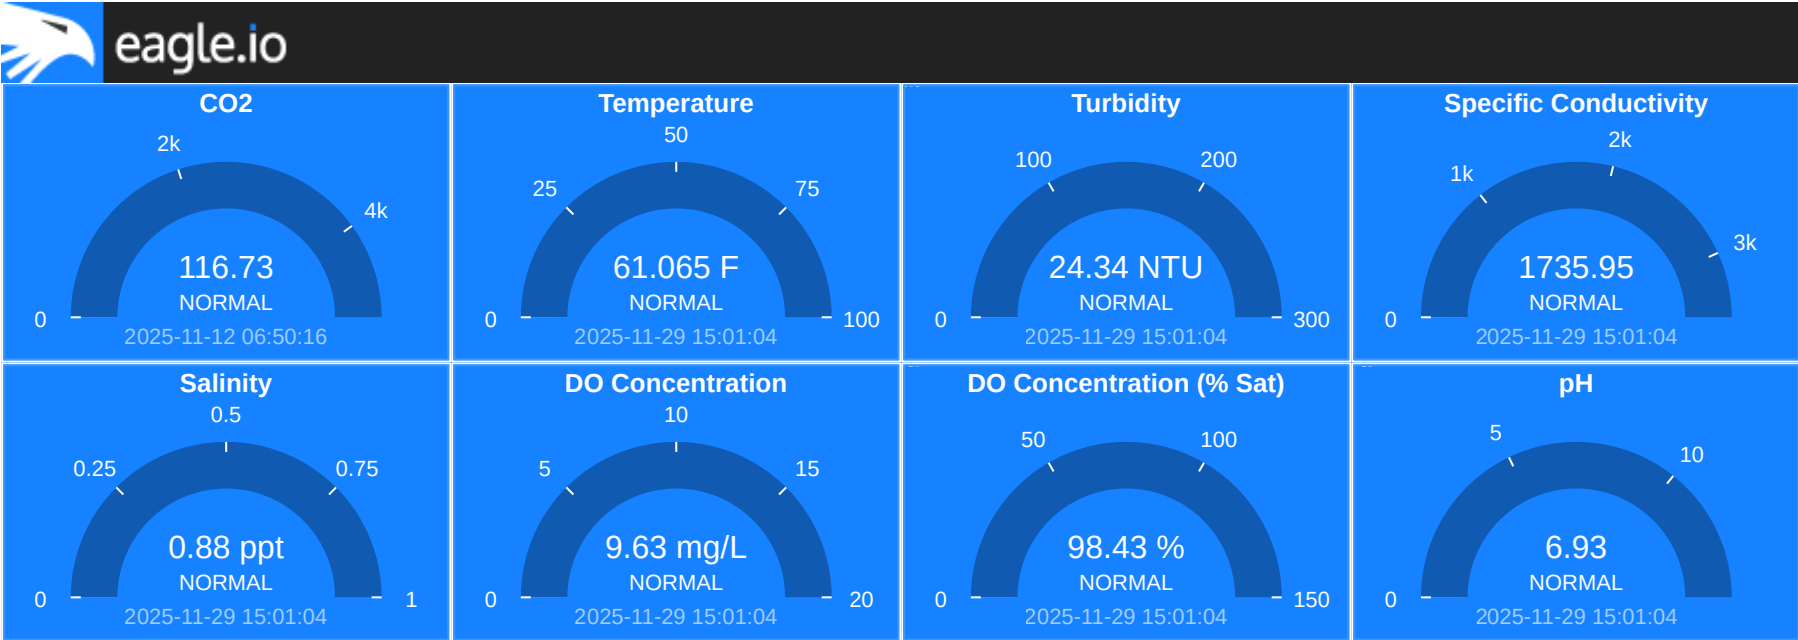 eagle.io
CO2
2k
4k
116.73
NORMAL
0
2025-11-12 06:50:16
Temperature
50
25
75
61.065 F
NORMAL
0
100
2025-11-29 15:01:04
Turbidity
100
200
24.34 NTU
NORMAL
0
300
2025-11-29 15:01:04
Specific Conductivity
2k
1k
3k
1735.95
NORMAL
0
2025-11-29 15:01:04
Salinity
0.5
0.25
0.75
0.88 ppt
NORMAL
0
1
2025-11-29 15:01:04
DO Concentration
10
5
15
9.63 mg/L
NORMAL
0
20
2025-11-29 15:01:04
DO Concentration (% Sat)
50
100
98.43 %
NORMAL
0
150
2025-11-29 15:01:04
pH
5
10
6.93
NORMAL
0
2025-11-29 15:01:04